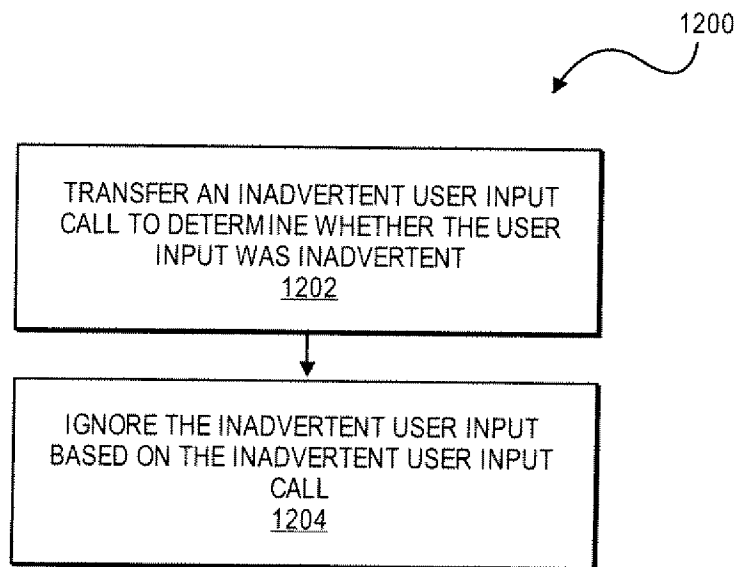 1200
TRANSFER AN INADVERTENT USER INPUT
CALL TO DETERMINE WHETHER THE USER
INPUT WAS INADVERTENT
1202
IGNORE THE INADVERTENT USER INPUT
BASED ON THE INADVERTENT USER INPUT
CALL
1204